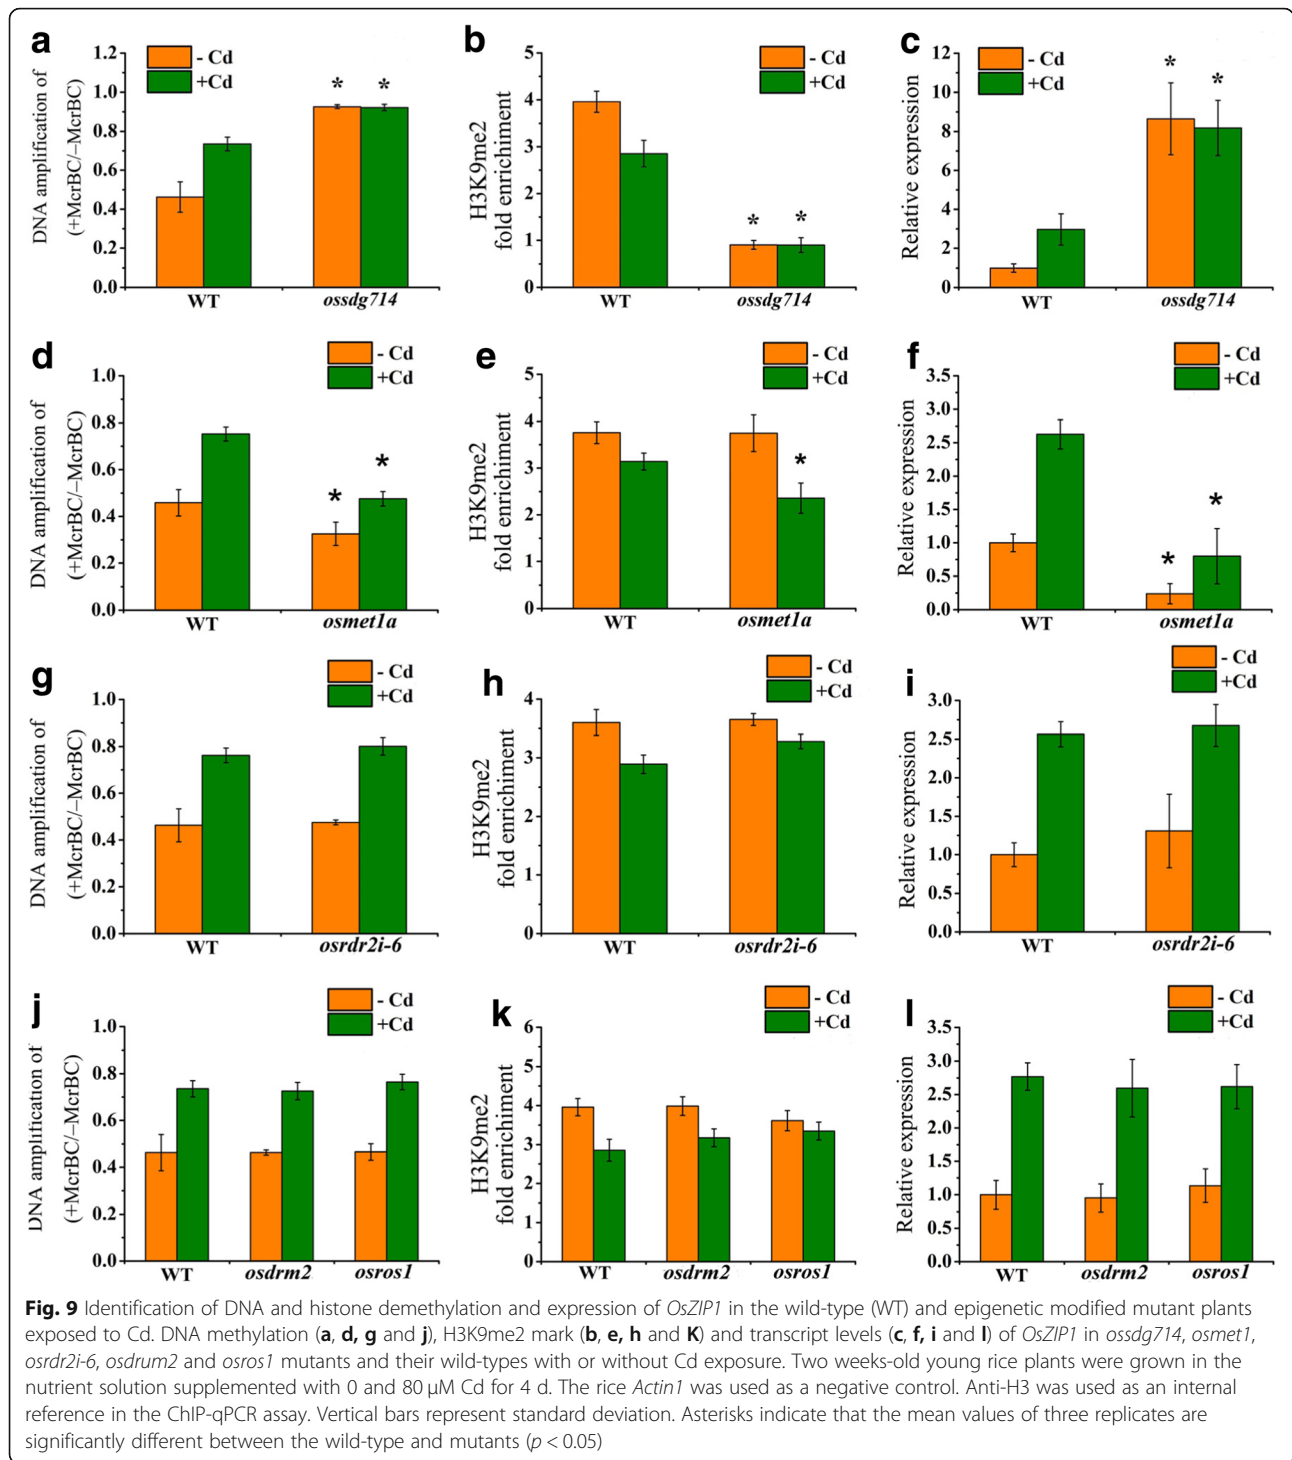 a
b
c
- Cd
+Cd
- Cd
+Cd
- Cd
+Cd
DNA amplification of
(+McrBC/−McrBC)
1.2
1.0
0.8
0.6
0.4
0.2
0.0
* *
WT ossdg714
H3K9me2
fold enrichment
5
4
3
2
1
0
* *
WT ossdg714
Relative expression
12
10
8
6
4
2
0
* *
WT ossdg714
d
e
f
- Cd
+Cd
- Cd
+Cd
- Cd
+Cd
DNA amplification of
(+McrBC/−McrBC)
1.0
0.8
0.6
0.4
0.2
0.0
* *
WT osmet1a
H3K9me2
fold enrichiment
5
4
3
2
1
0
*
WT osmet1a
Relative expression
3.5
3.0
2.5
2.0
1.5
1.0
0.5
0.0
* *
WT osmet1a
g
h
i
- Cd
+Cd
- Cd
+Cd
- Cd
+Cd
DNA amplification of
(+McrBC/−McrBC)
1.0
0.8
0.6
0.4
0.2
0.0
WT osrdr2i-6
H3K9me2
fold enrichment
4
3
2
1
0
WT osrdr2i-6
Relative expression
3.0
2.5
2.0
1.5
1.0
0.5
0.0
WT osrdr2i-6
j
k
l
- Cd
+Cd
- Cd
+Cd
- Cd
+Cd
DNA amplification of
(+McrBC/−McrBC)
1.0
0.8
0.6
0.4
0.2
0.0
WT osdrm2 osros1
H3K9me2
fold enrichment
6
5
4
3
2
1
0
WT osdrm2 osros1
Relative expression
3.5
3.0
2.5
2.0
1.5
1.0
0.5
0.0
WT osdrm2 osros1
Fig. 9 Identification of DNA and histone demethylation and expression of OsZIP1 in the wild-type (WT) and epigenetic modified mutant plants
exposed to Cd. DNA methylation (a, d, g and j), H3K9me2 mark (b, e, h and K) and transcript levels (c, f, i and l) of OsZIP1 in ossdg714, osmet1,
osrdr2i-6, osdrum2 and osros1 mutants and their wild-types with or without Cd exposure. Two weeks-old young rice plants were grown in the
nutrient solution supplemented with 0 and 80 μM Cd for 4 d. The rice Actin1 was used as a negative control. Anti-H3 was used as an internal
reference in the ChIP-qPCR assay. Vertical bars represent standard deviation. Asterisks indicate that the mean values of three replicates are
significantly different between the wild-type and mutants (p < 0.05)